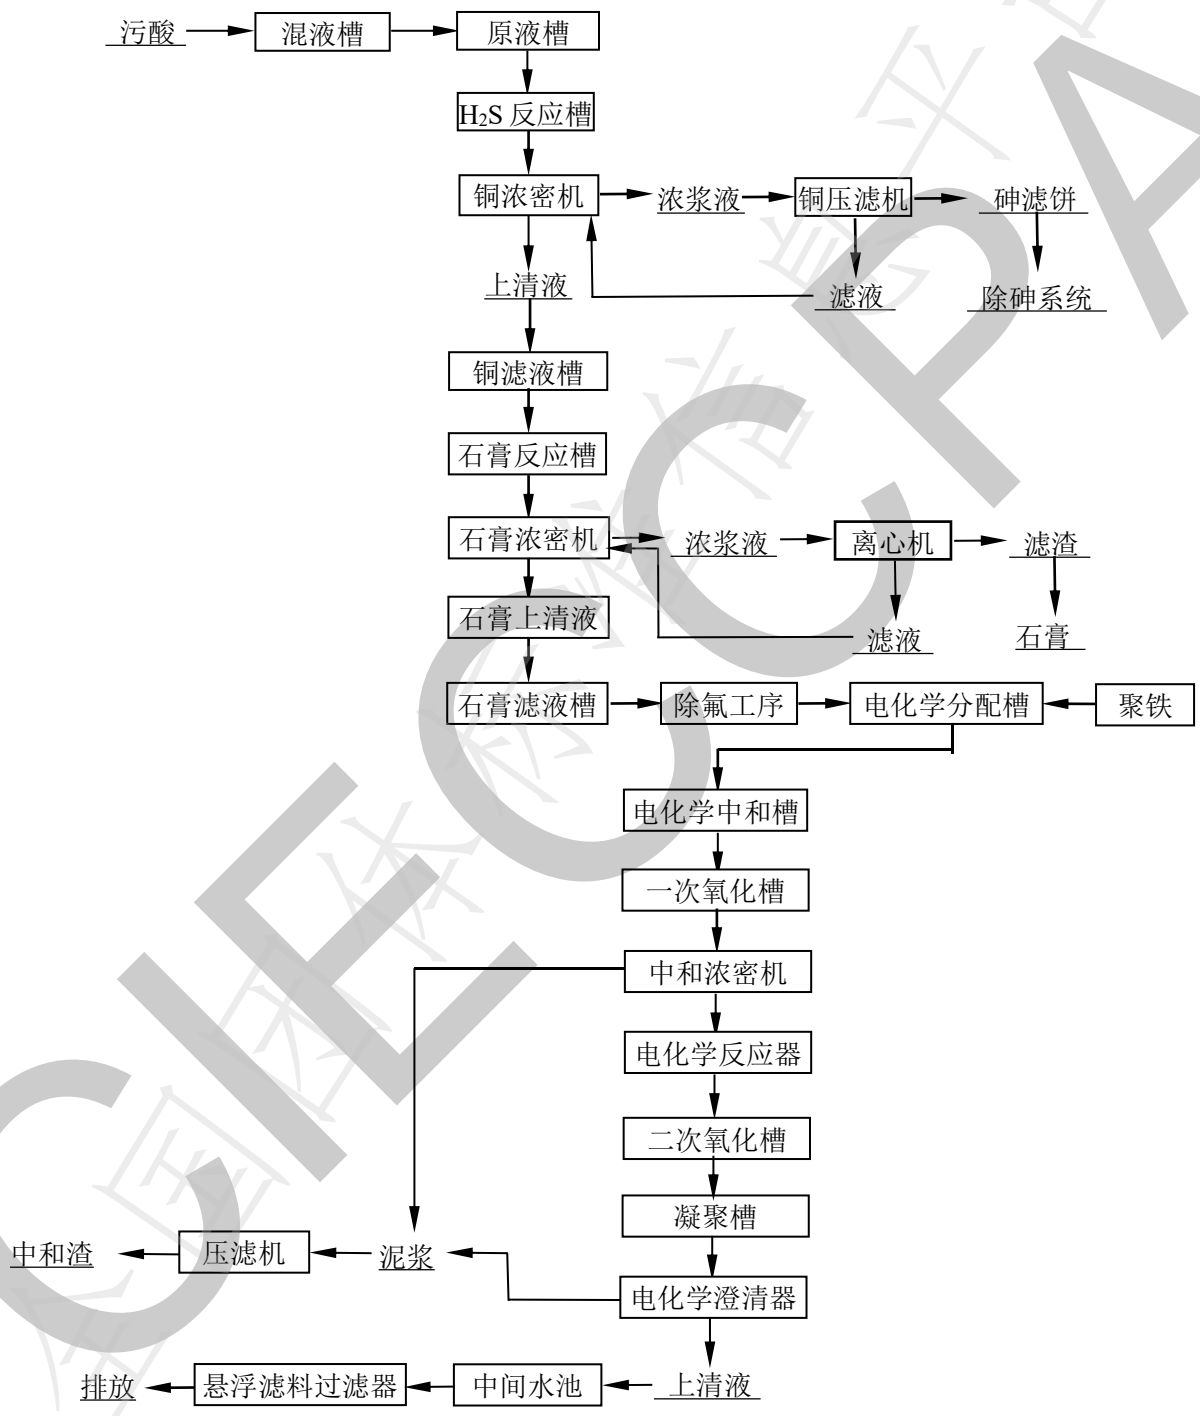 污酸
混液槽
原液槽
H₂S 反应槽
铜浓密机
浓浆液
铜压滤机
砷滤饼
上清液
滤液
除砷系统
铜滤液槽
石膏反应槽
石膏浓密机
浓浆液
离心机
滤渣
石膏上清液
滤液
石膏
石膏滤液槽
除氟工序
电化学分配槽
聚铁
电化学中和槽
一次氧化槽
中和浓密机
电化学反应器
二次氧化槽
凝聚槽
中和渣
压滤机
泥浆
电化学澄清器
排放
悬浮滤料过滤器
中间水池
上清液
CIECCPA